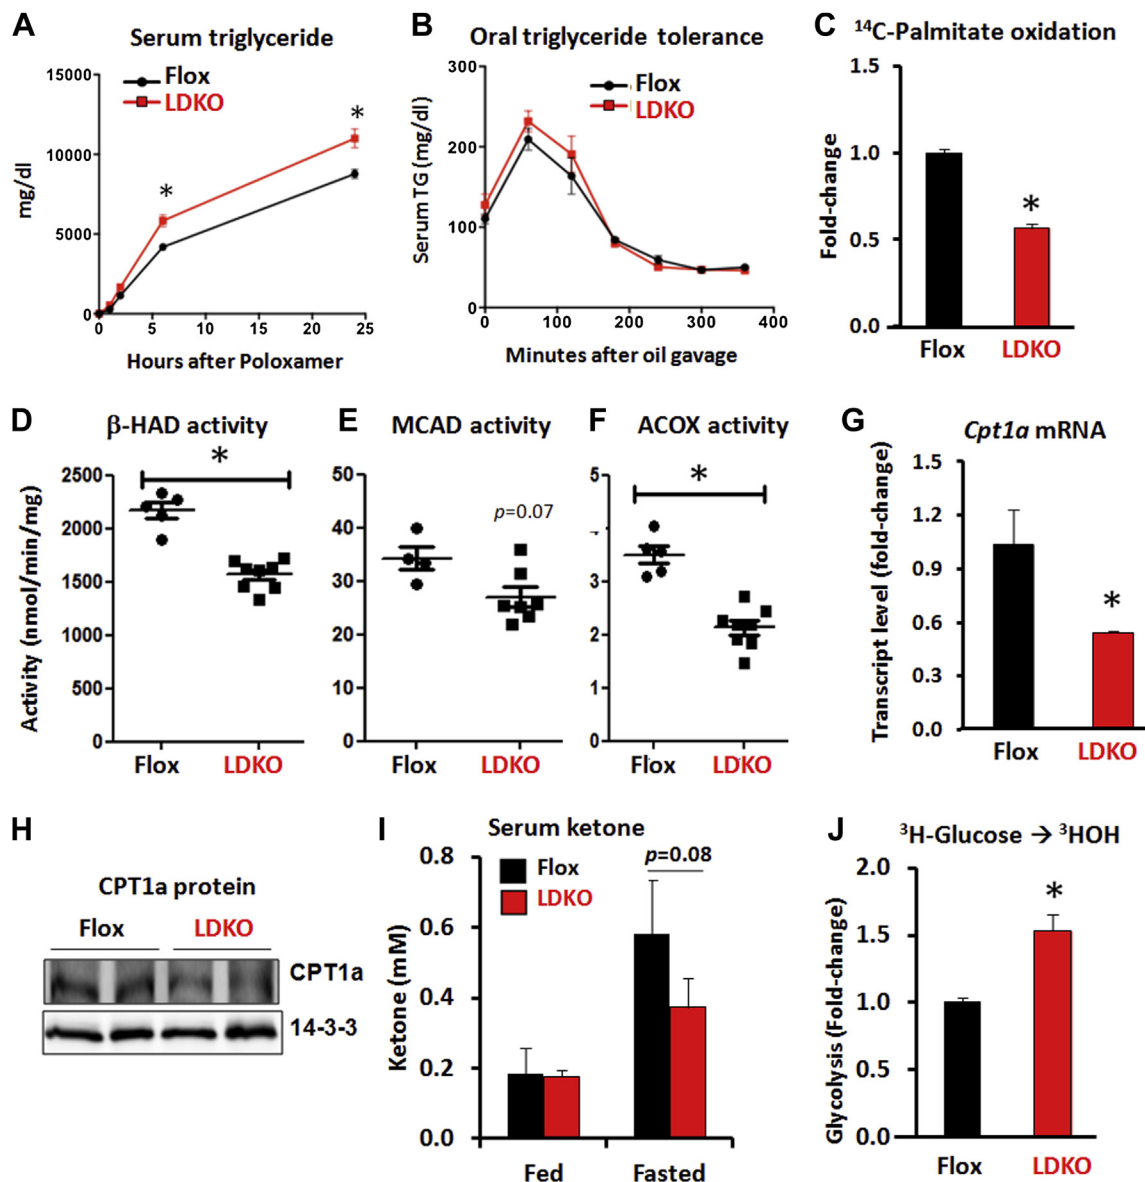 A
Serum triglyceride
15000
10000
5000
0
mg/dl
Flox
LDKO
*
*
0 5 10 15 20 25
Hours after Poloxamer
B
Oral triglyceride tolerance
300
200
100
0
Serum TG (mg/dl)
Flox
LDKO
0 100 200 300 400
Minutes after oil gavage
C
14C-Palmitate oxidation
1.5
1.0
0.5
0.0
Fold-change
*
Flox LDKO
D
β-HAD activity
*
2500
2000
1500
1000
500
0
Activity (nmol/min/mg)
Flox LDKO
E
MCAD activity
50
40
30
20
10
0
p=0.07
Flox LDKO
F
ACOX activity
*
5
4
3
2
1
0
Flox LDKO
G
Cpt1a mRNA
1.5
1.2
0.9
0.6
0.3
0.0
Transcript level (fold-change)
*
Flox LDKO
H
CPT1a protein
Flox LDKO
CPT1a
14-3-3
I
Serum ketone
0.8
0.6
0.4
0.2
0.0
Ketone (mM)
Flox
LDKO
p=0.08
Fed Fasted
J
3H-Glucose → 3HOH
2.0
1.5
1.0
0.5
0.0
Glycolysis (Fold-change)
*
Flox LDKO